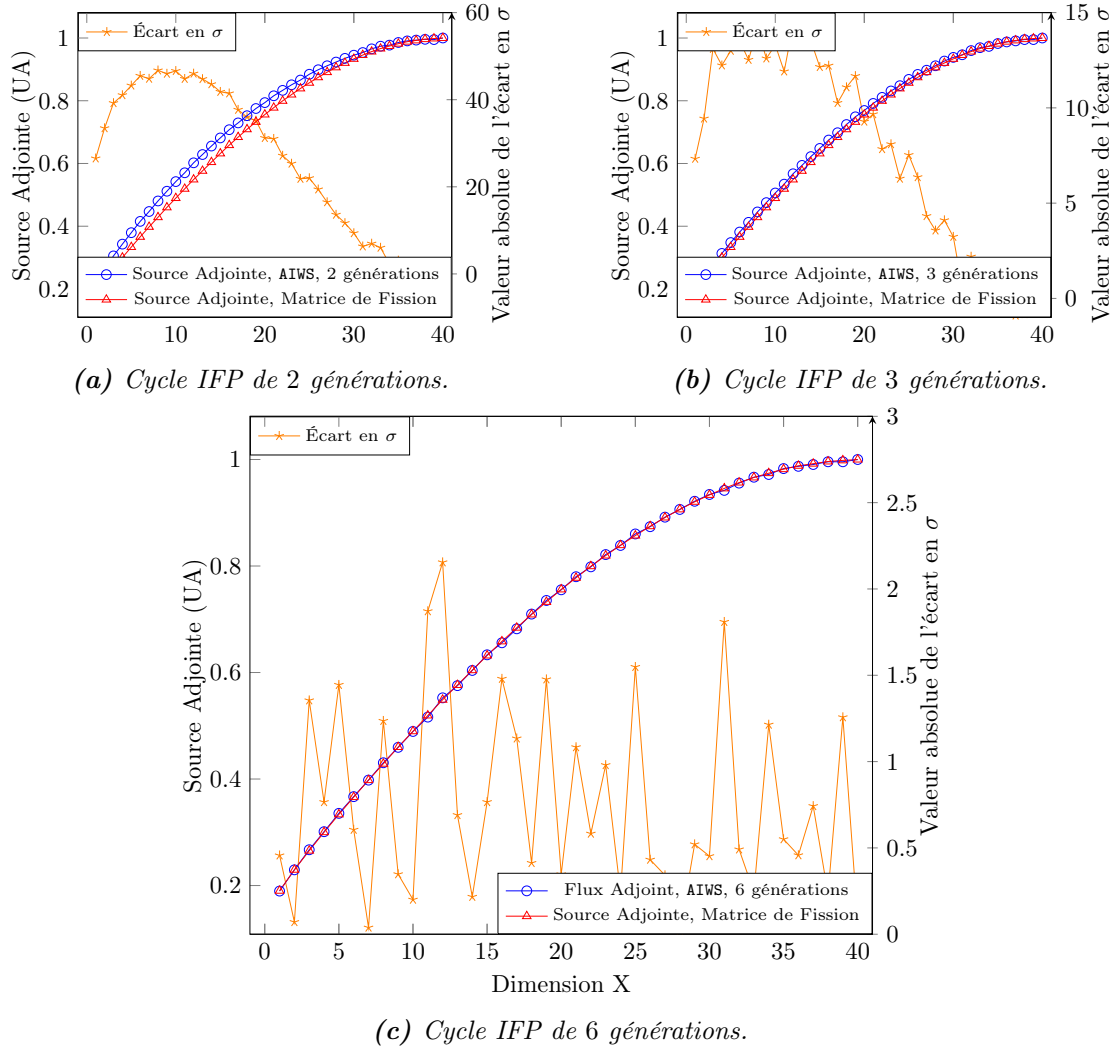 Écart en σ
Source Adjointe (UA)
1
0.8
0.6
0.4
0.2
60
40
20
0
Valeur absolue de l'écart en σ
Source Adjointe, AIWS, 2 générations
Source Adjointe, Matrice de Fission
0 10 20 30 40
(a) Cycle IFP de 2 générations.
Écart en σ
Source Adjointe (UA)
1
0.8
0.6
0.4
0.2
15
10
5
0
Valeur absolue de l'écart en σ
Source Adjointe, AIWS, 3 générations
Source Adjointe, Matrice de Fission
0 10 20 30 40
(b) Cycle IFP de 3 générations.
Écart en σ
Source Adjointe (UA)
1
0.8
0.6
0.4
0.2
3
2.5
2
1.5
1
0.5
0
Valeur absolue de l'écart en σ
Flux Adjoint, AIWS, 6 générations
Source Adjointe, Matrice de Fission
0 5 10 15 20 25 30 35 40
Dimension X
(c) Cycle IFP de 6 générations.